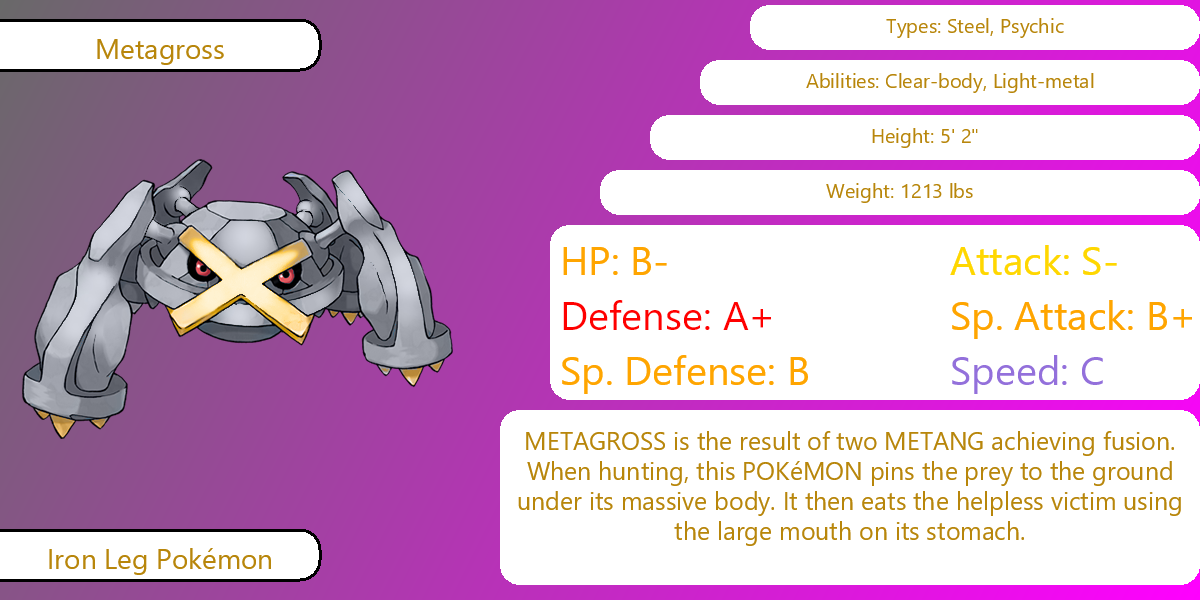 Metagross
Types: Steel, Psychic
Abilities: Clear-body, Light-metal
Height: 5' 2"
Weight: 1213 lbs
HP: B-
Attack: S-
Defense: A+
Sp. Attack: B+
Sp. Defense: B
Speed: C
METAGROSS is the result of two METANG achieving fusion.
When hunting, this POKéMON pins the prey to the ground
under its massive body. It then eats the helpless victim using
the large mouth on its stomach.
Iron Leg Pokémon